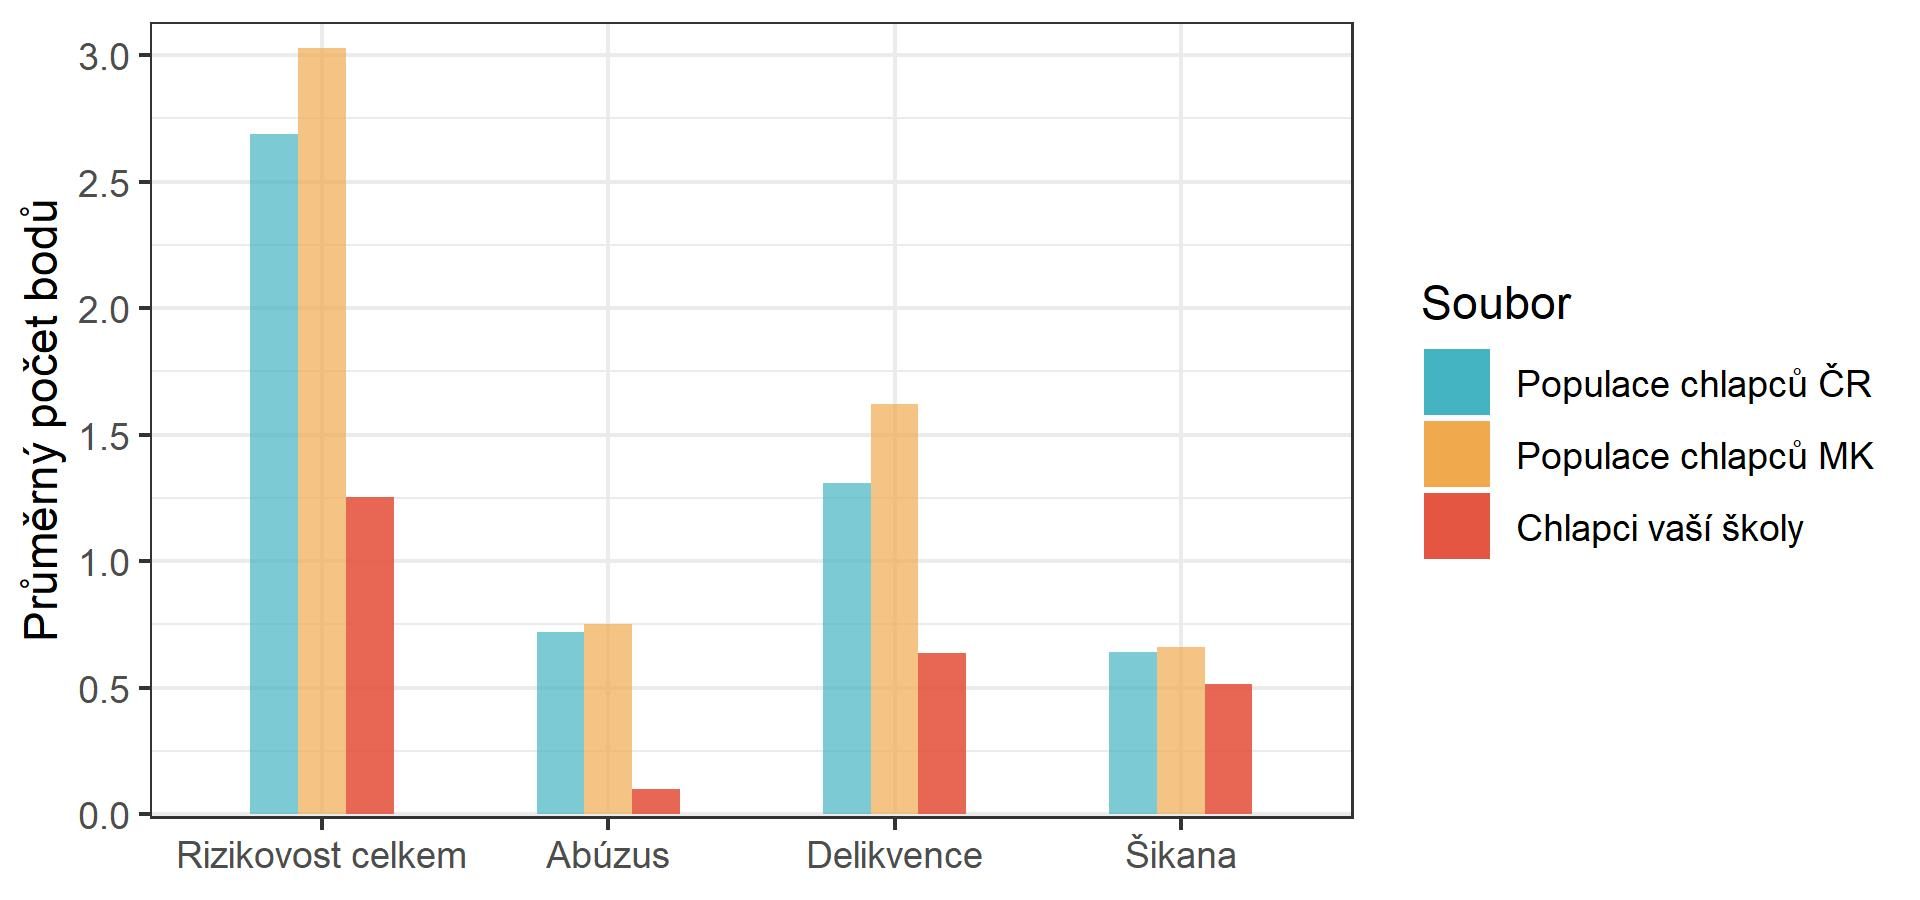 Průměrný počet bodů
3.0
2.5
2.0
1.5
1.0
0.5
0.0
Rizikovost celkem
Abúzus
Delikvence
Šikana
Soubor
Populace chlapců ČR
Populace chlapců MK
Chlapci vaší školy